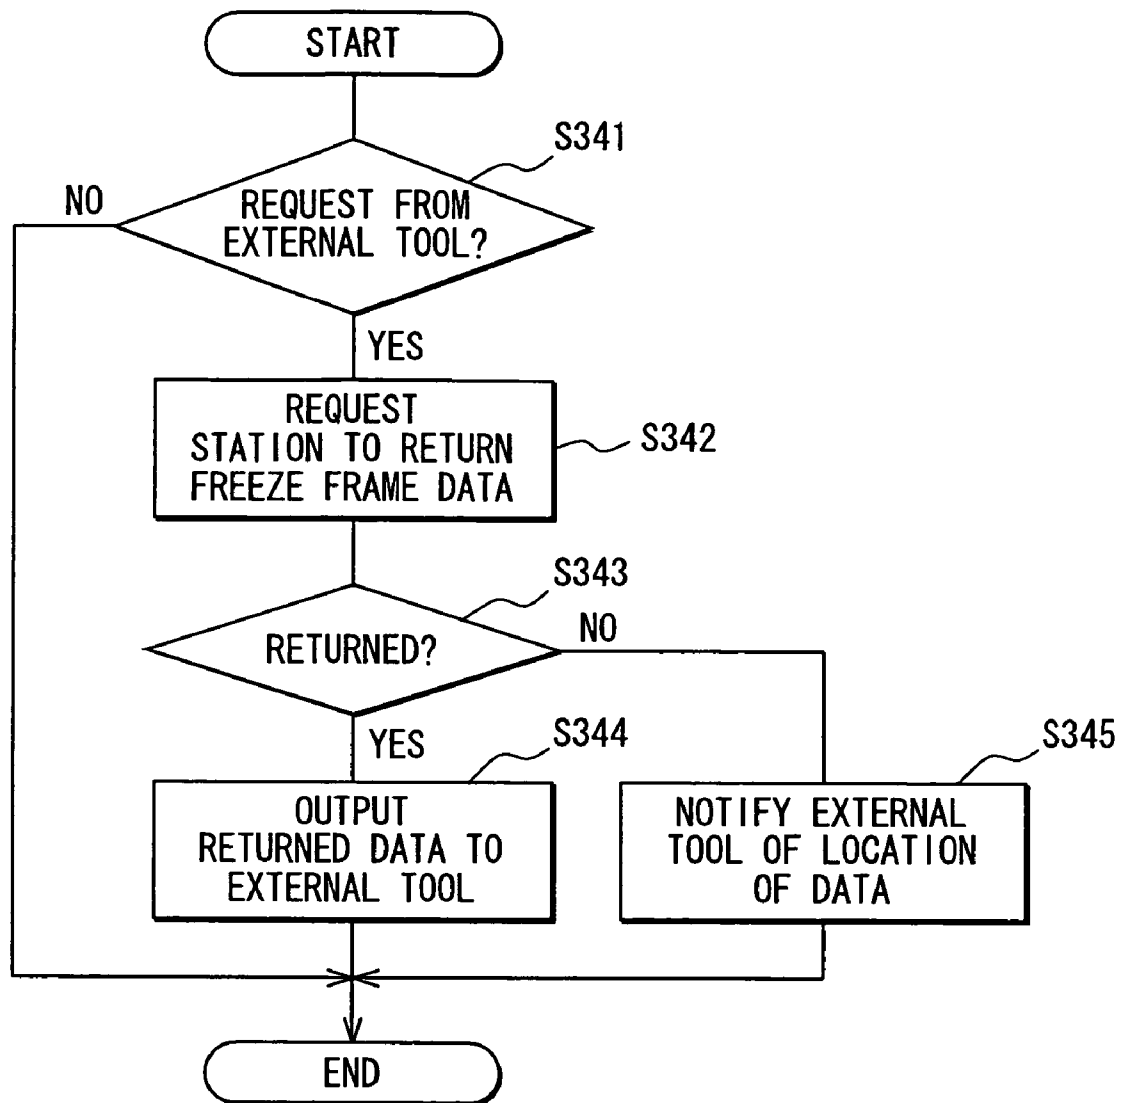 START
S341
NO
REQUEST FROM
EXTERNAL TOOL?
YES
REQUEST
STATION TO RETURN
FREEZE FRAME DATA
S342
S343
RETURNED?
NO
YES
S344
S345
OUTPUT
RETURNED DATA TO
EXTERNAL TOOL
NOTIFY EXTERNAL
TOOL OF LOCATION
OF DATA
END